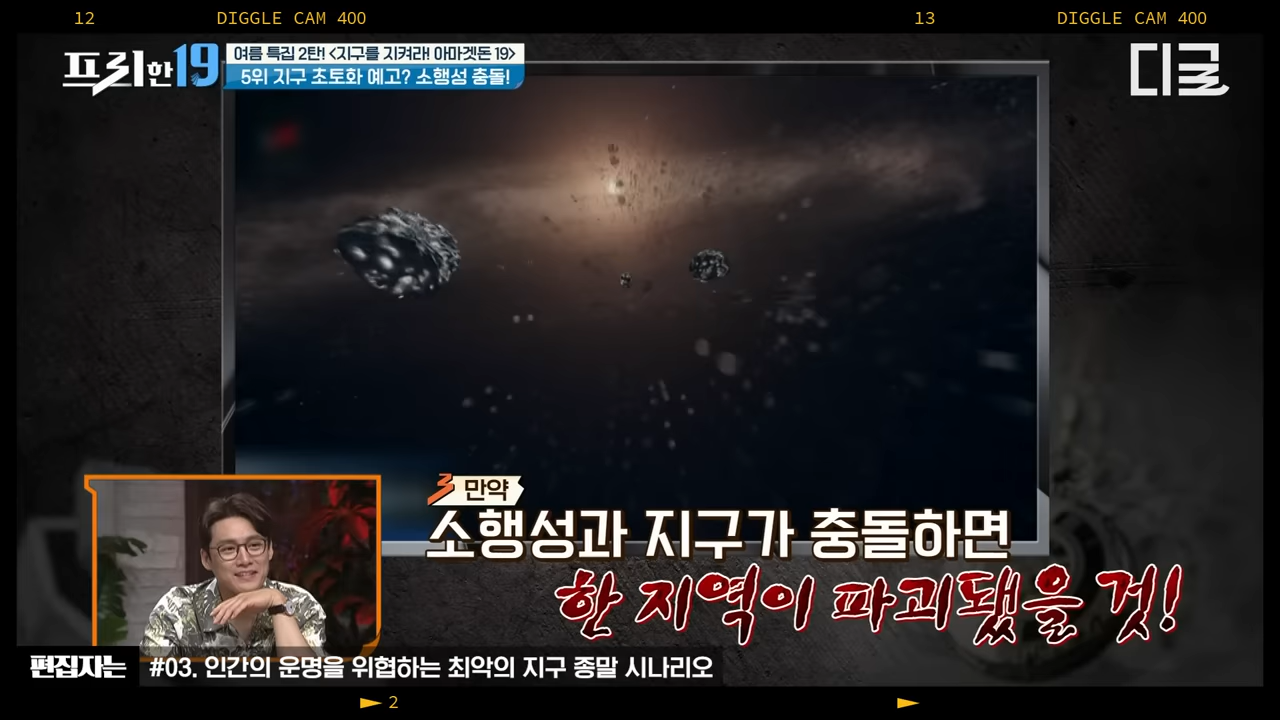 12 DIGGLE CAM 400 13 DIGGLE CAM 400
프리한19
여름 특집 2탄! <지구를 지켜라! 아마겟돈 19>
5위 지구 초토화 예고? 소행성 충돌!
디글
만약
소행성과 지구가 충돌하면
한 지역이 파괴됐을 것!
편집자는 #03. 인간의 운명을 위협하는 최악의 지구 종말 시나리오
2